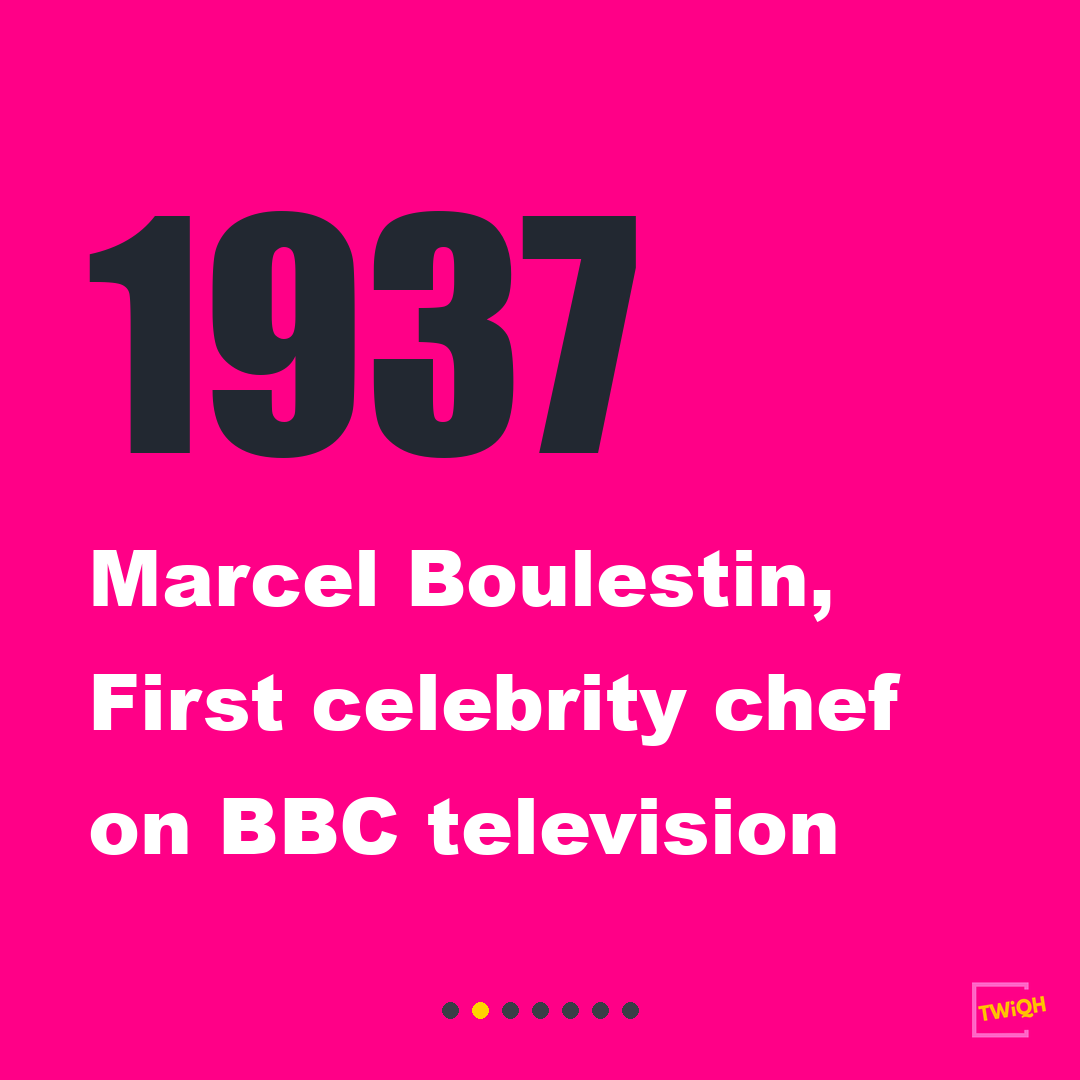 1937
Marcel Boulestin,
First celebrity chef
on BBC television
TWiQH